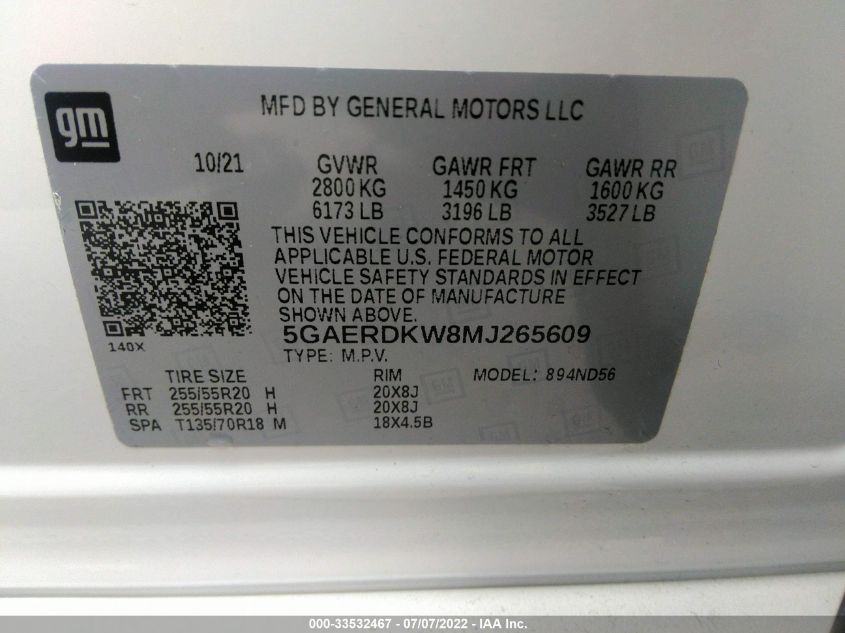 gm
MFD BY GENERAL MOTORS LLC
10/21 GVWR GAWR FRT GAWR RR
2800 KG 1450 KG 1600 KG
6173 LB 3196 LB 3527 LB
THIS VEHICLE CONFORMS TO ALL
APPLICABLE U.S. FEDERAL MOTOR
VEHICLE SAFETY STANDARDS IN EFFECT
ON THE DATE OF MANUFACTURE
SHOWN ABOVE.
140X
5GAERDKW8MJ265609
TYPE: M.P.V.
TIRE SIZE RIM MODEL: 894ND56
FRT 255/55R20 H 20X8J
RR 255/55R20 H 20X8J
SPA T135/70R18 M 18X4.5B
000-33532467 - 07/07/2022 - IAA Inc.